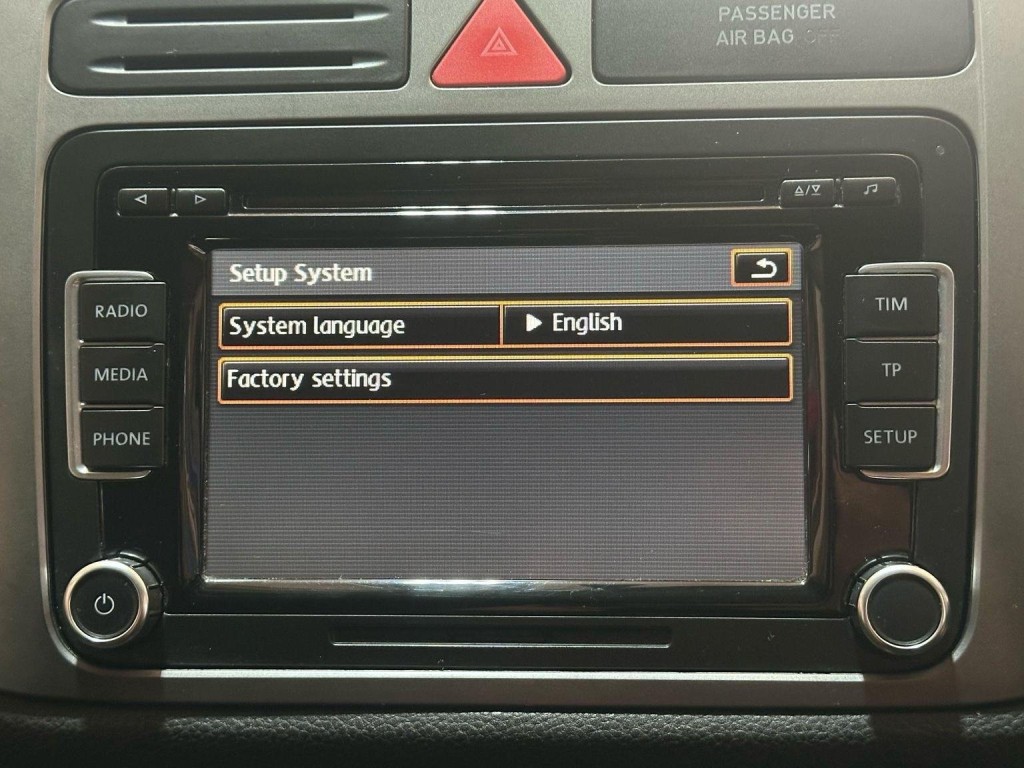 PASSENGER
AIR BAG OFF
Setup System
System language
English
Factory settings
RADIO
MEDIA
PHONE
TIM
TP
SETUP